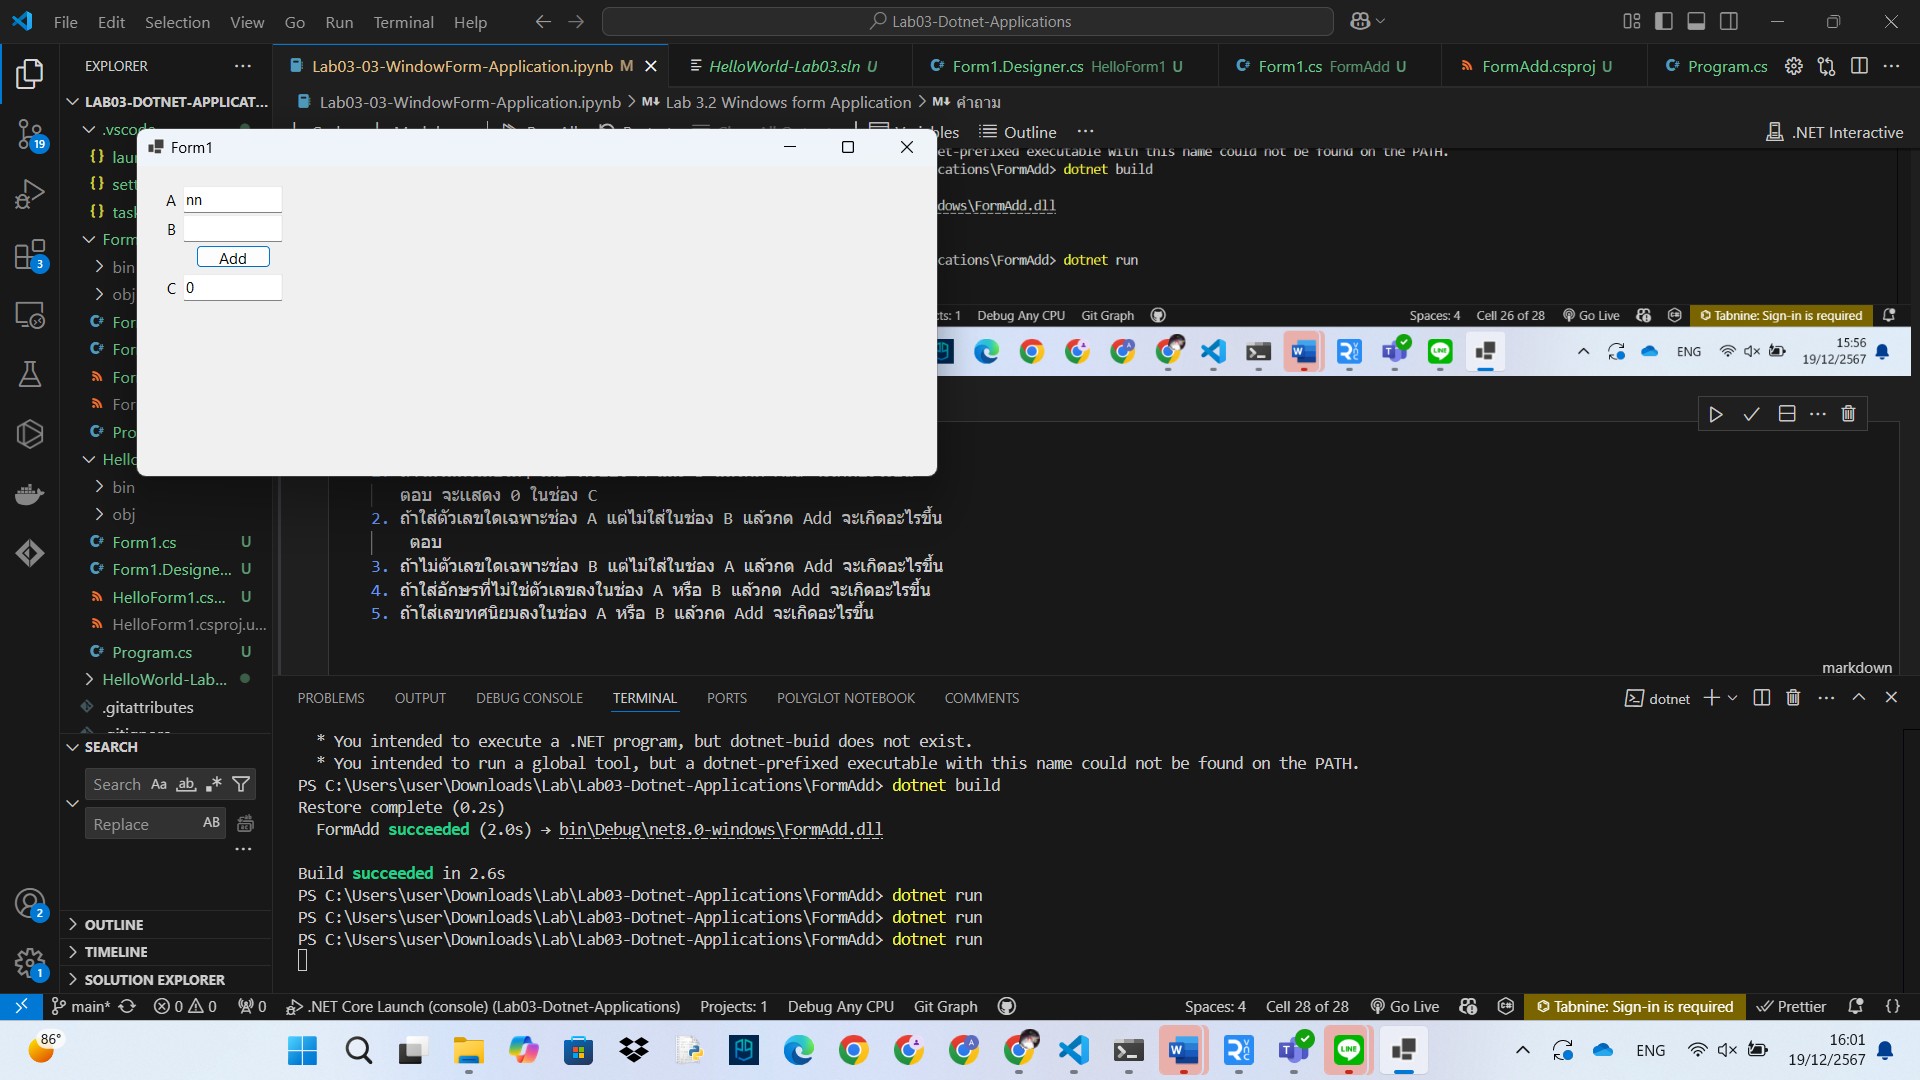 File Edit Selection View Go Run Terminal Help
Lab03-Dotnet-Applications
EXPLORER
Lab03-03-WindowForm-Application.ipynb M
HelloWorld-Lab03.sln U
Form1.Designer.cs HelloForm1 U
Form1.cs FormAdd U
FormAdd.csproj U
Program.cs
LAB03-DOTNET-APPLICAT...
Lab03-03-WindowForm-Application.ipynb > M↓ Lab 3.2 Windows form Application > M↓ คำถาม
Outline
.NET Interactive
.vscode
Form1
A nn
B
Add
C 0
et-prefixed executable with this name could not be found on the PATH.
cations\FormAdd> dotnet build
dows\FormAdd.dll
cations\FormAdd> dotnet run
cts: 1 Debug Any CPU Git Graph
Spaces: 4 Cell 26 of 28 Go Live Tabnine: Sign-in is required
ENG 15:56
19/12/2567
ตอบ จะแสดง 0 ในช่อง C
2. ถ้าใส่ตัวเลขใดเฉพาะช่อง A แต่ไม่ใส่ในช่อง B แล้วกด Add จะเกิดอะไรขึ้น
ตอบ
3. ถ้าไม่ตัวเลขใดเฉพาะช่อง B แต่ไม่ใส่ในช่อง A แล้วกด Add จะเกิดอะไรขึ้น
4. ถ้าใส่อักษรที่ไม่ใช่ตัวเลขลงในช่อง A หรือ B แล้วกด Add จะเกิดอะไรขึ้น
5. ถ้าใส่เลขทศนิยมลงในช่อง A หรือ B แล้วกด Add จะเกิดอะไรขึ้น
markdown
bin
obj
Form1.cs U
Form1.Designe... U
HelloForm1.cs... U
HelloForm1.csproj.u...
Program.cs U
HelloWorld-Lab...
.gitattributes
SEARCH
Search
Replace
OUTLINE
TIMELINE
SOLUTION EXPLORER
PROBLEMS OUTPUT DEBUG CONSOLE TERMINAL PORTS POLYGLOT NOTEBOOK COMMENTS
dotnet
* You intended to execute a .NET program, but dotnet-buid does not exist.
* You intended to run a global tool, but a dotnet-prefixed executable with this name could not be found on the PATH.
PS C:\Users\user\Downloads\Lab\Lab03-Dotnet-Applications\FormAdd> dotnet build
Restore complete (0.2s)
FormAdd succeeded (2.0s) → bin\Debug\net8.0-windows\FormAdd.dll
Build succeeded in 2.6s
PS C:\Users\user\Downloads\Lab\Lab03-Dotnet-Applications\FormAdd> dotnet run
PS C:\Users\user\Downloads\Lab\Lab03-Dotnet-Applications\FormAdd> dotnet run
PS C:\Users\user\Downloads\Lab\Lab03-Dotnet-Applications\FormAdd> dotnet run
main* 0 0 0 .NET Core Launch (console) (Lab03-Dotnet-Applications) Projects: 1 Debug Any CPU Git Graph
Spaces: 4 Cell 28 of 28 Go Live Tabnine: Sign-in is required Prettier
86°
ENG 16:01
19/12/2567